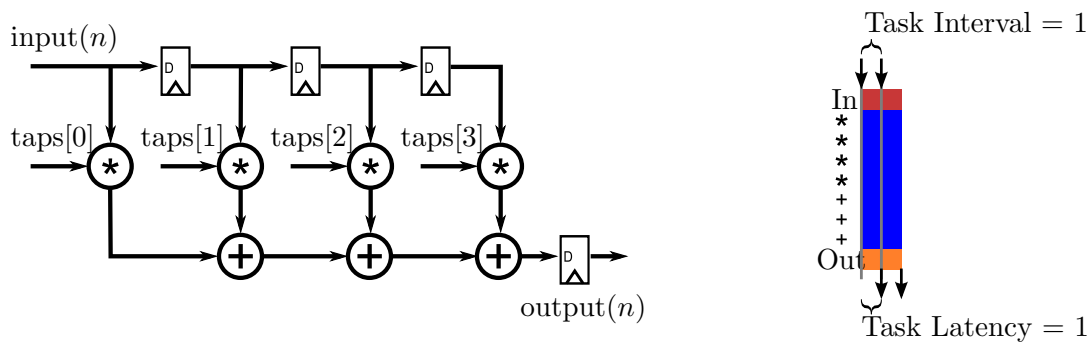 input(n)
D
D
D
taps[0]
taps[1]
taps[2]
taps[3]
*
*
*
*
+
+
+
D
output(n)
Task Interval = 1
In
*
*
*
*
+
+
+
Out
Task Latency = 1